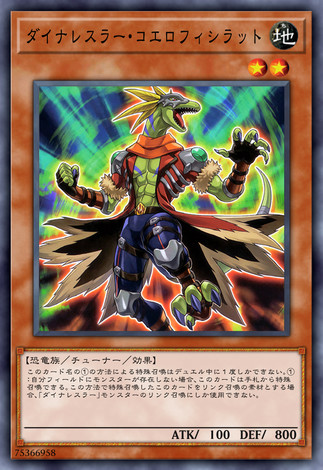 ダイナレスラー・コエロフィシラット
地
【恐竜族／チューナー／効果】
このカード名の①の方法による特殊召喚はデュエル中に1度しかできない。①
：自分フィールドにモンスターが存在しない場合、このカードは手札から特殊
召喚できる。この方法で特殊召喚したこのカードをリンク召喚の素材とする場
合、「ダイナレスラー」モンスターのリンク召喚にしか使用できない。
ATK/ 100 DEF/ 800
75366958